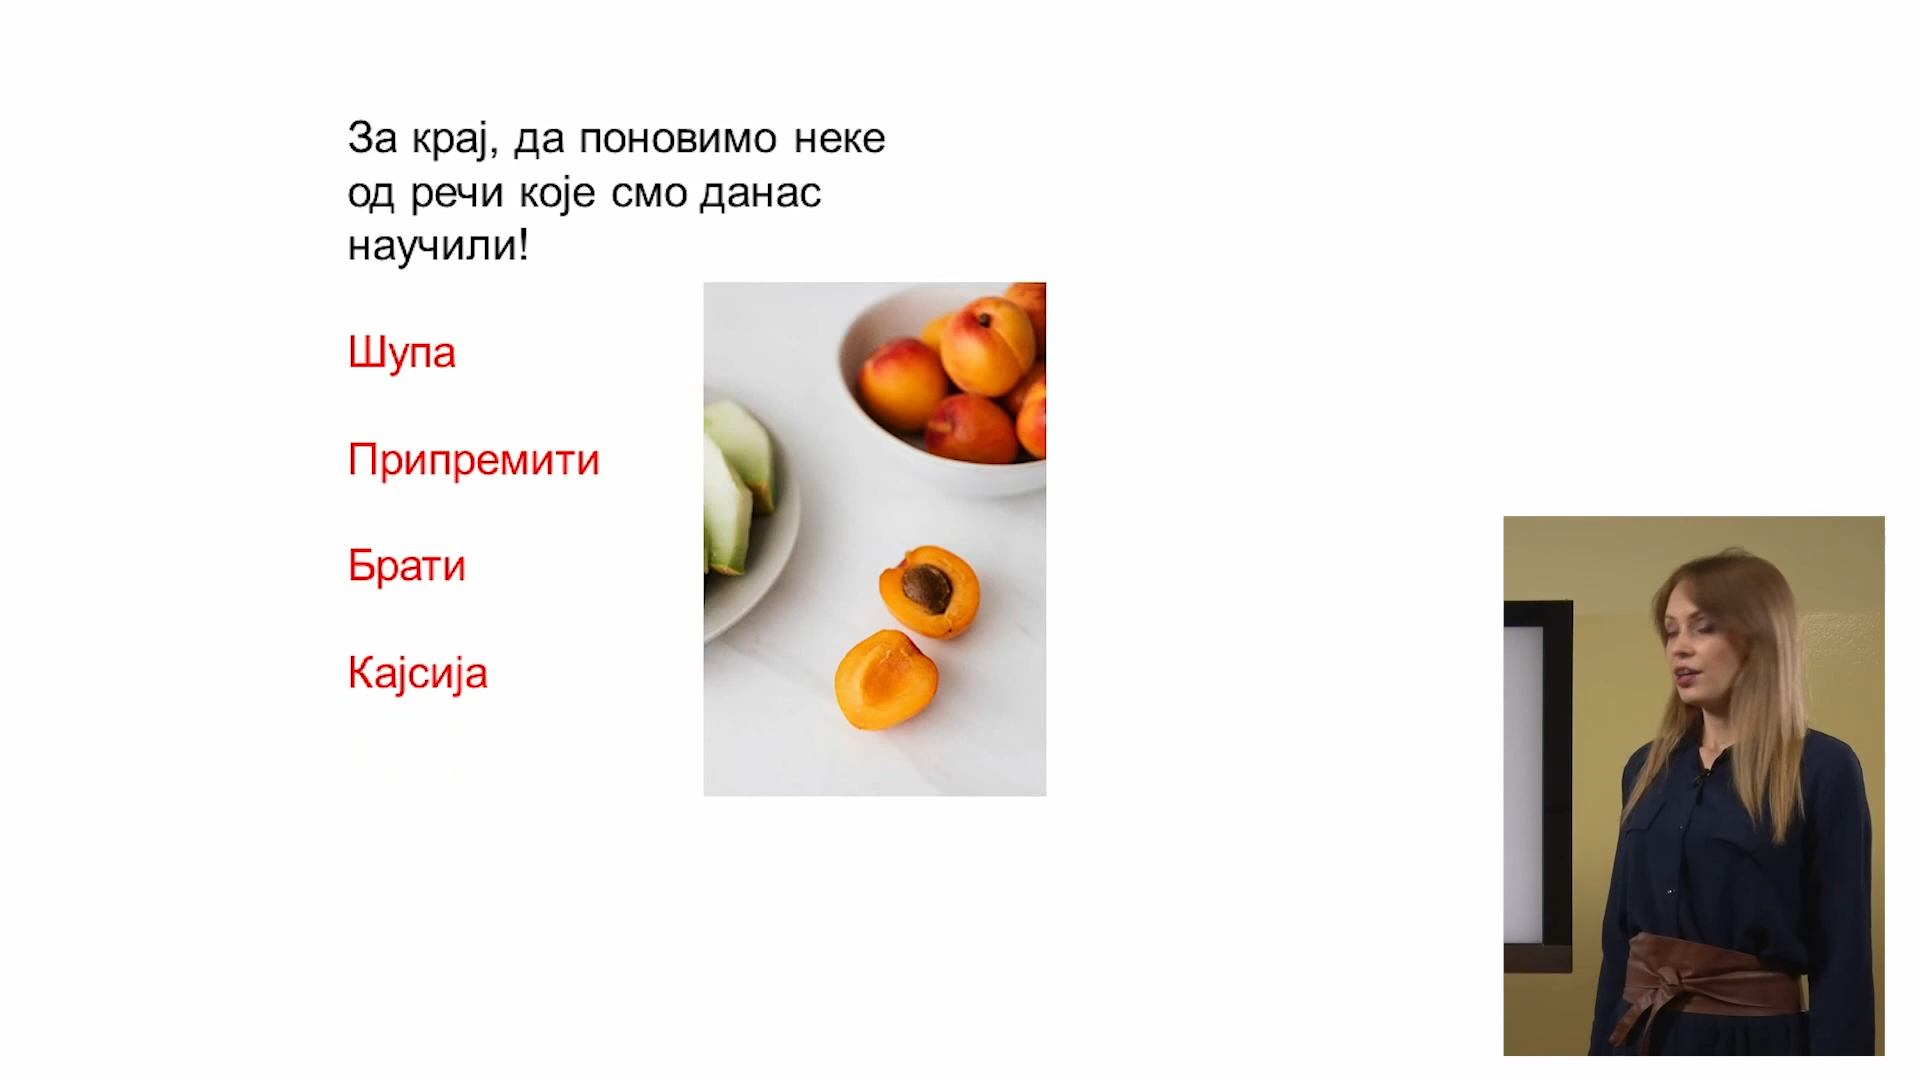 За крај, да поновимо неке
од речи које смо данас
научили!
Шупа
Припремити
Брати
Кајсија